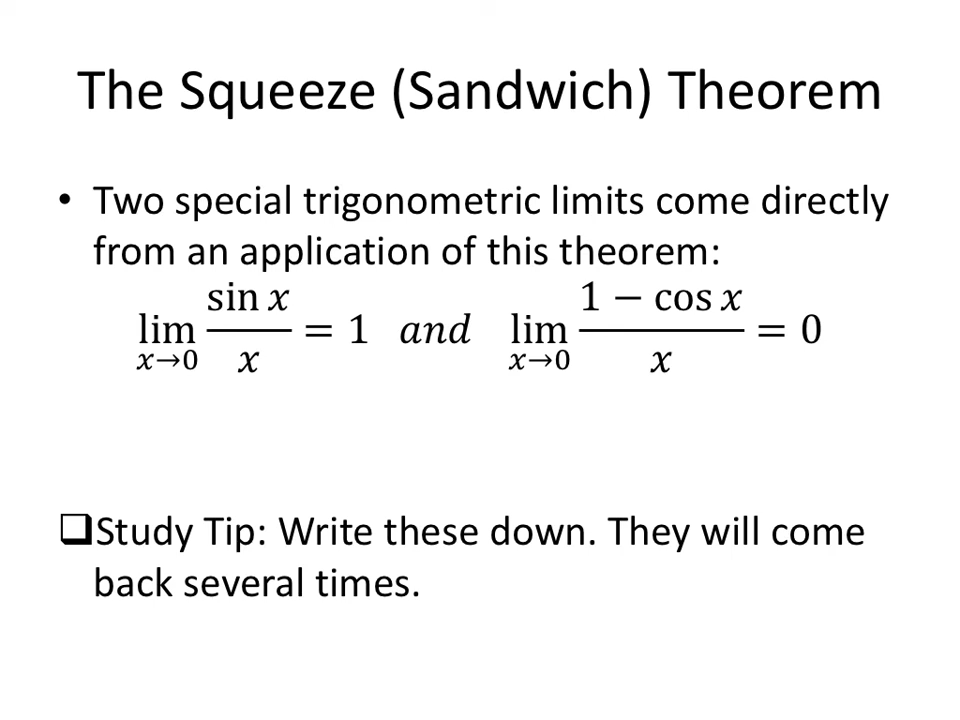 The Squeeze (Sandwich) Theorem
• Two special trigonometric limits come directly
from an application of this theorem:
lim x→0 sin x / x = 1 and lim x→0 1 − cos x / x = 0
❑Study Tip: Write these down. They will come
back several times.